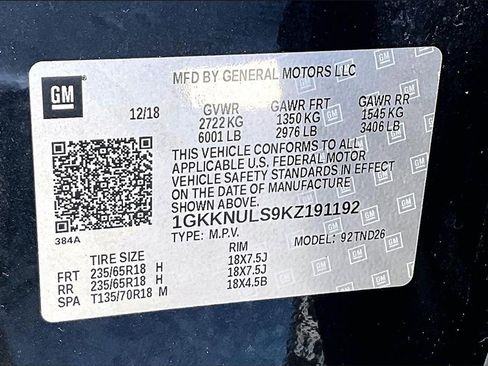 GM
MFD BY GENERAL MOTORS LLC
12/18
GVWR GAWR FRT GAWR RR
2722 KG 1350 KG 1545 KG
6001 LB 2976 LB 3406 LB
THIS VEHICLE CONFORMS TO ALL
APPLICABLE U.S. FEDERAL MOTOR
VEHICLE SAFETY STANDARDS IN EFFECT
ON THE DATE OF MANUFACTURE
SHOWN ABOVE.
1GKKNULS9KZ191192
TYPE: M.P.V. MODEL: 92TND26
384A
TIRE SIZE RIM
FRT 235/65R18 H 18X7.5J
RR 235/65R18 H 18X7.5J
SPA T135/70R18 M 18X4.5B